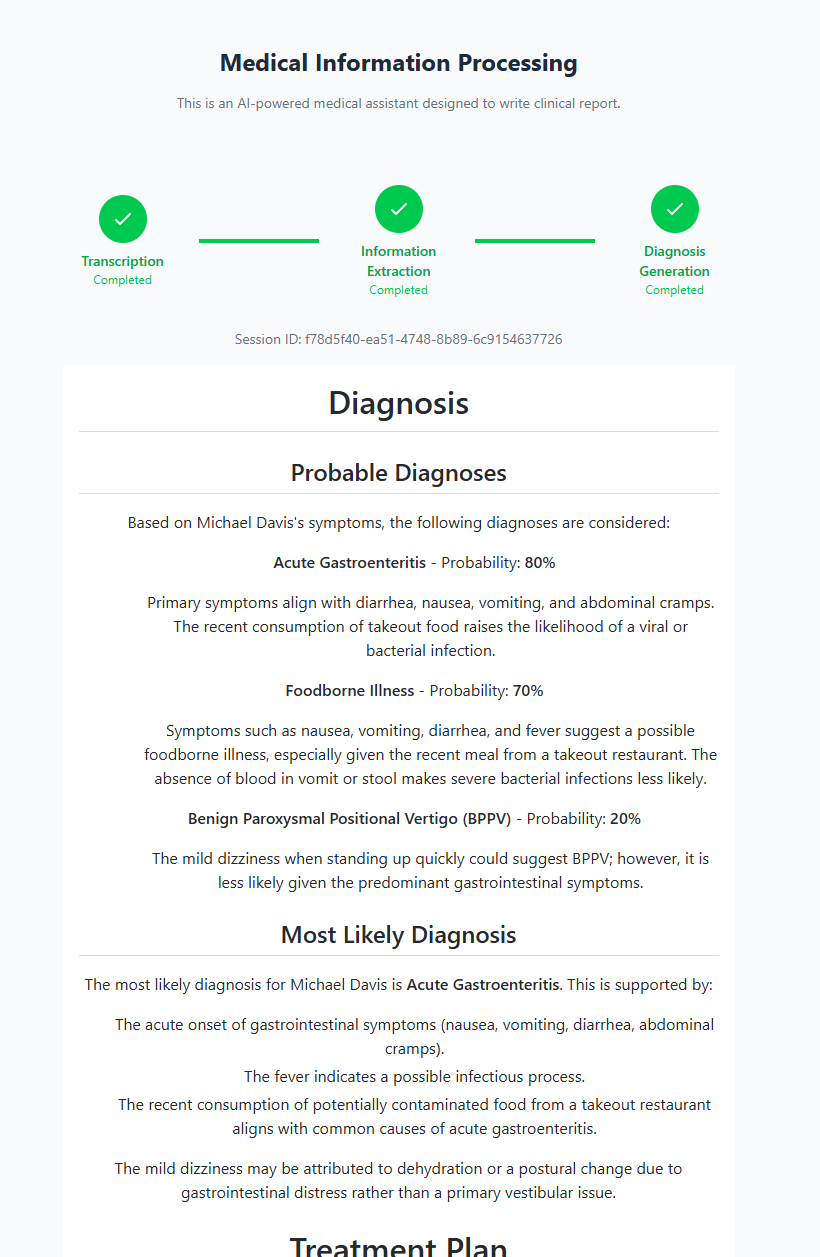 Medical Information Processing
This is an AI-powered medical assistant designed to write clinical report.
Transcription
Completed
Information
Extraction
Completed
Diagnosis
Generation
Completed
Session ID: f78d5f40-ea51-4748-8b89-6c9154637726
Diagnosis
Probable Diagnoses
Based on Michael Davis's symptoms, the following diagnoses are considered:
Acute Gastroenteritis - Probability: 80%
Primary symptoms align with diarrhea, nausea, vomiting, and abdominal cramps.
The recent consumption of takeout food raises the likelihood of a viral or
bacterial infection.
Foodborne Illness - Probability: 70%
Symptoms such as nausea, vomiting, diarrhea, and fever suggest a possible
foodborne illness, especially given the recent meal from a takeout restaurant. The
absence of blood in vomit or stool makes severe bacterial infections less likely.
Benign Paroxysmal Positional Vertigo (BPPV) - Probability: 20%
The mild dizziness when standing up quickly could suggest BPPV; however, it is
less likely given the predominant gastrointestinal symptoms.
Most Likely Diagnosis
The most likely diagnosis for Michael Davis is Acute Gastroenteritis. This is supported by:
The acute onset of gastrointestinal symptoms (nausea, vomiting, diarrhea, abdominal
cramps).
The fever indicates a possible infectious process.
The recent consumption of potentially contaminated food from a takeout restaurant
aligns with common causes of acute gastroenteritis.
The mild dizziness may be attributed to dehydration or a postural change due to
gastrointestinal distress rather than a primary vestibular issue.
Treatment Plan